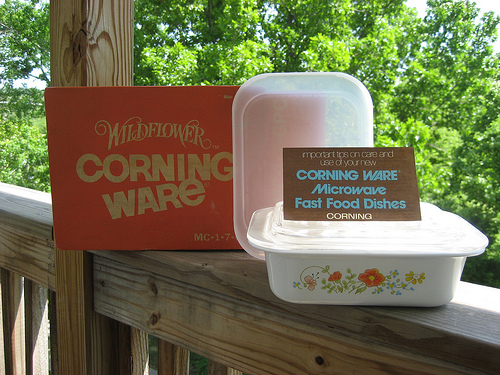 WILDFLOWER
CORNING
WARE
MC-1-7-
important tips on care and
use of your new
CORNING WARE®
Microwave
Fast Food Dishes
CORNING